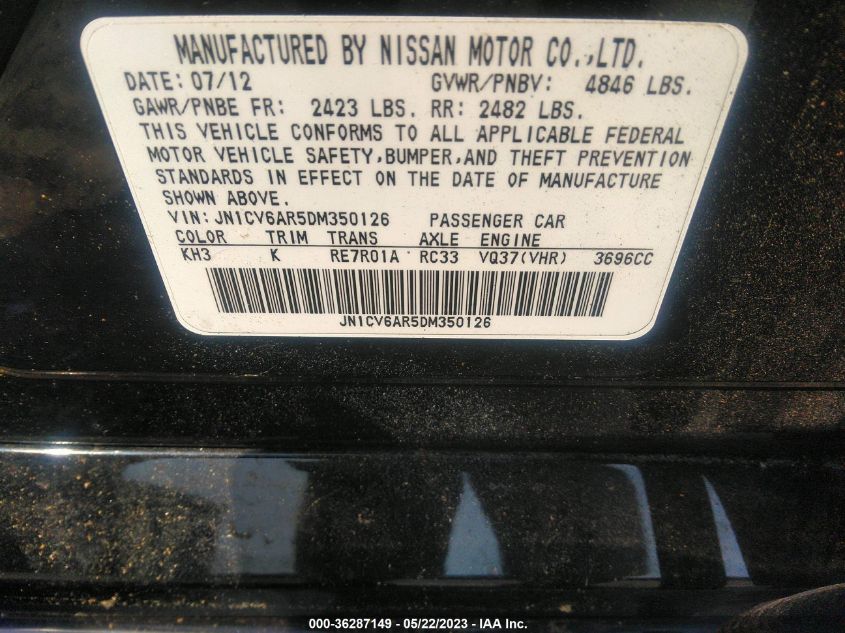 MANUFACTURED BY NISSAN MOTOR CO.,LTD.
DATE: 07/12 GVWR/PNBV: 4846 LBS.
GAWR/PNBE FR: 2423 LBS. RR: 2482 LBS.
THIS VEHICLE CONFORMS TO ALL APPLICABLE FEDERAL
MOTOR VEHICLE SAFETY,BUMPER,AND THEFT PREVENTION
STANDARDS IN EFFECT ON THE DATE OF MANUFACTURE
SHOWN ABOVE.
VIN: JN1CV6AR5DM350126 PASSENGER CAR
COLOR TRIM TRANS AXLE ENGINE
KH3 K RE7R01A RC33 VQ37(VHR) 3696CC
JN1CV6AR5DM350126
000-36287149 - 05/22/2023 - IAA Inc.